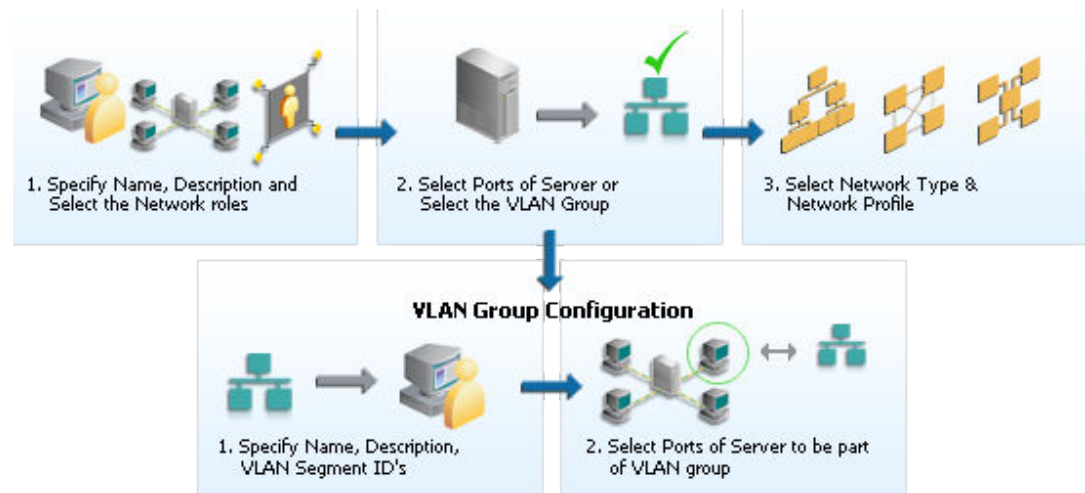 1. Specify Name, Description and
Select the Network roles
2. Select Ports of Server or
Select the VLAN Group
3. Select Network Type &
Network Profile
VLAN Group Configuration
1. Specify Name, Description,
VLAN Segment ID's
2. Select Ports of Server to be part
of VLAN group